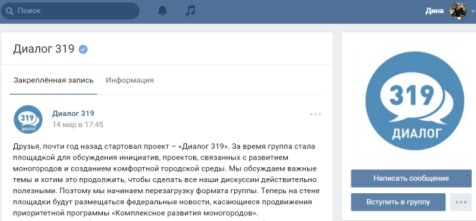 Поиск
Дина
Диалог 319
Закреплённая запись
Информация
319
Диалог 319
14 мар в 17:45
Друзья, почти год назад стартовал проект – «Диалог 319». За время группа стала
площадкой для обсуждения инициатив, проектов, связанных с развитием
моногородов и созданием комфортной городской среды. Мы обсуждаем важные
темы и хотим это продолжить, чтобы сделать все наши дискуссии действительно
полезными. Поэтому мы начинаем перезагрузку формата группы. Теперь на стене
площадки будут размещаться федеральные новости, касающиеся продвижения
приоритетной программы «Комплексное развития моногородов».
319
ДИАЛОГ
Написать сообщение
Вступить в группу